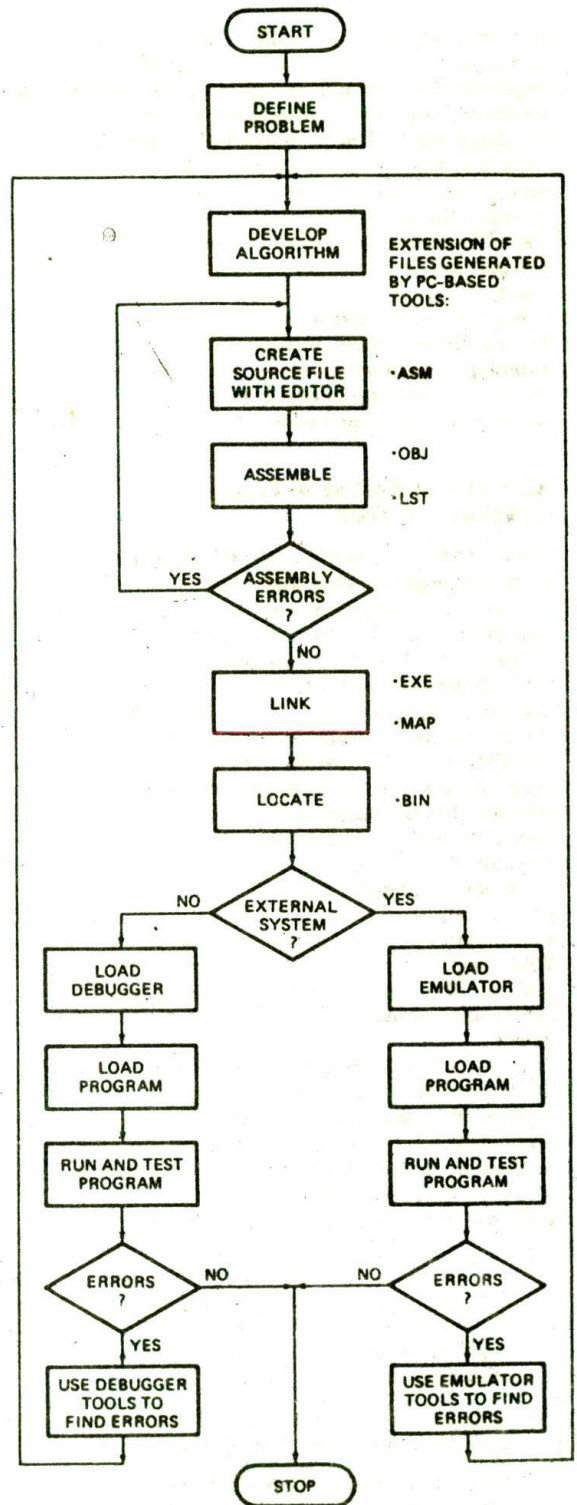 START
DEFINE
PROBLEM
DEVELOP
ALGORITHM
EXTENSION OF
FILES GENERATED
BY PC-BASED
TOOLS:
CREATE
SOURCE FILE
WITH EDITOR
·ASM
ASSEMBLE
·OBJ
·LST
YES
ASSEMBLY
ERRORS
?
NO
LINK
·EXE
·MAP
LOCATE
·BIN
NO
EXTERNAL
SYSTEM
?
YES
LOAD
DEBUGGER
LOAD
EMULATOR
LOAD
PROGRAM
LOAD
PROGRAM
RUN AND TEST
PROGRAM
RUN AND TEST
PROGRAM
ERRORS
?
NO
NO
ERRORS
?
YES
YES
USE DEBUGGER
TOOLS TO
FIND ERRORS
USE EMULATOR
TOOLS TO FIND
ERRORS
STOP